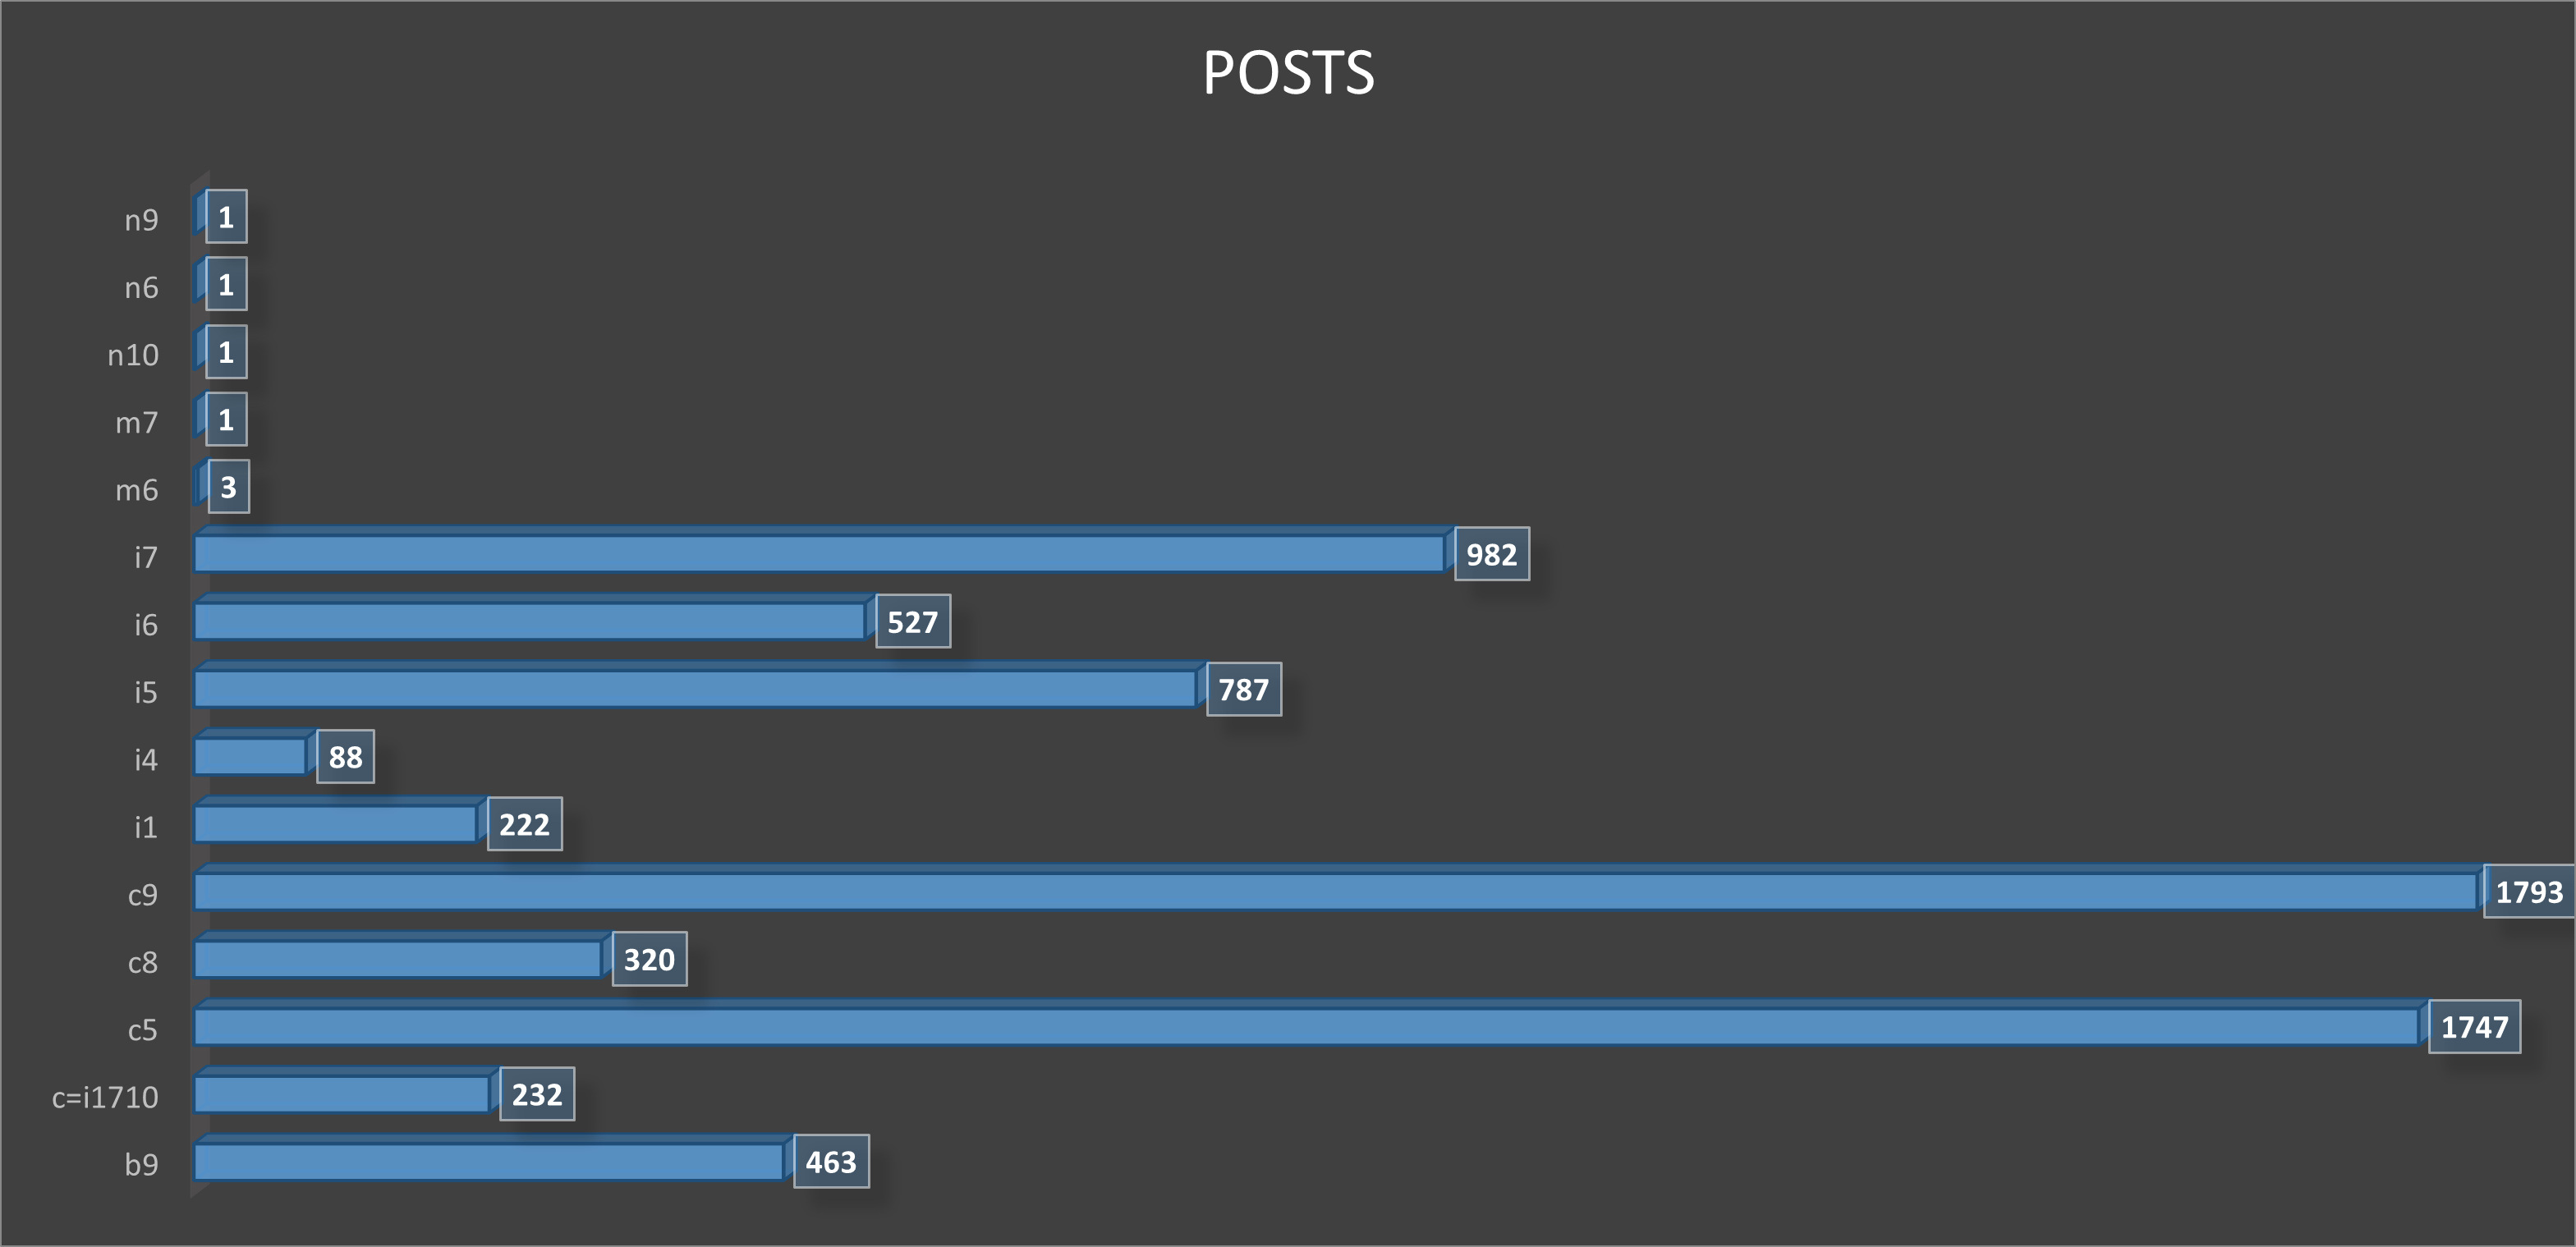 POSTS
n9 1
n6 1
n10 1
m7 1
m6 3
i7 982
i6 527
i5 787
i4 88
i1 222
c9 1793
c8 320
c5 1747
c=i1710 232
b9 463